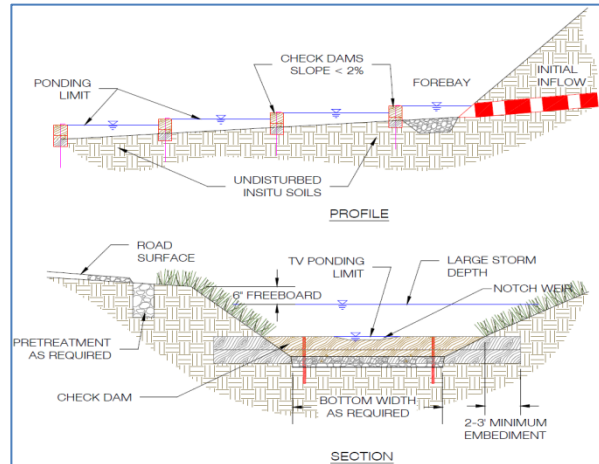 CHECK DAMS
SLOPE < 2%
FOREBAY
INITIAL
INFLOW
PONDING
LIMIT
UNDISTURBED
INSITU SOILS
PROFILE
ROAD
SURFACE
TV PONDING
LIMIT
LARGE STORM
DEPTH
NOTCH WEIR
6" FREEBOARD
PRETREATMENT
AS REQUIRED
CHECK DAM
BOTTOM WIDTH
AS REQUIRED
2-3' MINIMUM
EMBEDIMENT
SECTION